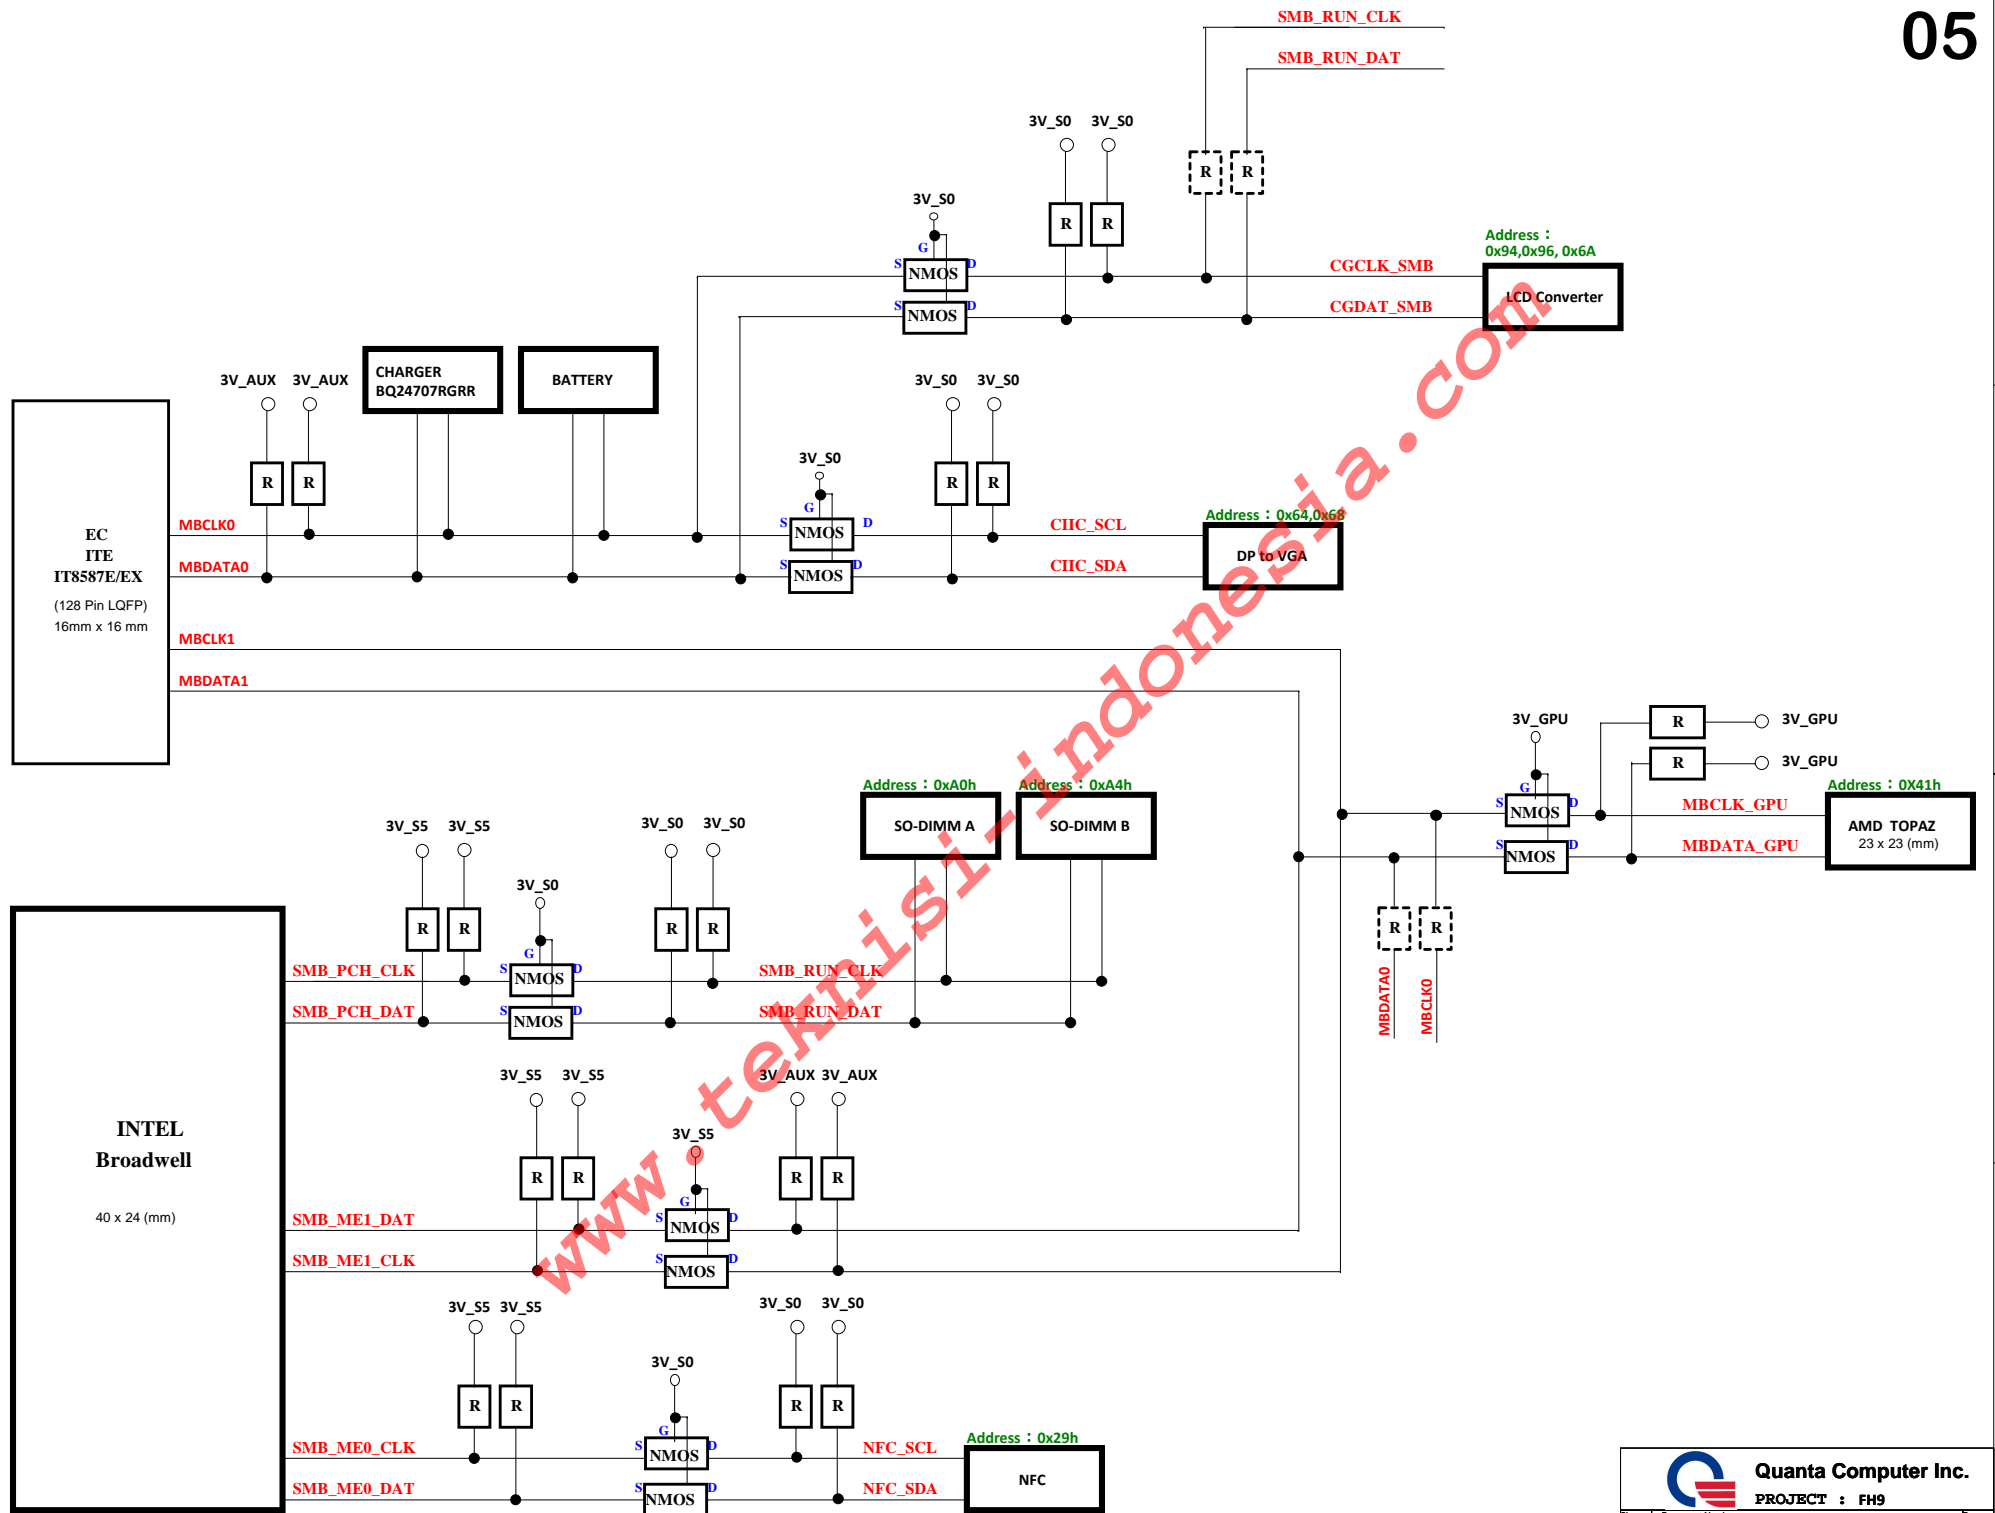 05
SMB_RUN_CLK
SMB_RUN_DAT
3V_S0 3V_S0
R R
3V_S0
R R
G
S NMOS D
S NMOS D
CGCLK_SMB
CGDAT_SMB
Address :
0x94,0x96, 0x6A
LCD Converter
3V_AUX 3V_AUX
CHARGER
BQ24707RGRR
BATTERY
3V_S0 3V_S0
3V_S0
R R
R R
G
S NMOS D
S NMOS D
EC
ITE
IT8587E/EX
(128 Pin LQFP)
16mm x 16 mm
MBCLK0
MBDATA0
MBCLK1
MBDATA1
CIIC_SCL
CIIC_SDA
Address : 0x64,0x68
DP to VGA
3V_GPU
R 3V_GPU
R 3V_GPU
G
S NMOS D
S NMOS D
MBCLK_GPU
MBDATA_GPU
Address : 0X41h
AMD TOPAZ
23 x 23 (mm)
R R
MBDATA0
MBCLK0
Address : 0xA0h
SO-DIMM A
Address : 0xA4h
SO-DIMM B
3V_S5 3V_S5
3V_S0 3V_S0
3V_S0
R R
R R
G
S NMOS D
S NMOS D
SMB_PCH_CLK
SMB_PCH_DAT
SMB_RUN_CLK
SMB_RUN_DAT
INTEL
Broadwell
40 x 24 (mm)
3V_S5 3V_S5
3V_AUX 3V_AUX
3V_S5
R R
R R
G
S NMOS D
S NMOS D
SMB_ME1_DAT
SMB_ME1_CLK
3V_S5 3V_S5
3V_S0 3V_S0
3V_S0
R R
R R
G
S NMOS D
S NMOS D
SMB_ME0_CLK
SMB_ME0_DAT
NFC_SCL
NFC_SDA
Address : 0x29h
NFC
www.teknisi-indonesia.com
Quanta Computer Inc.
PROJECT : FH9